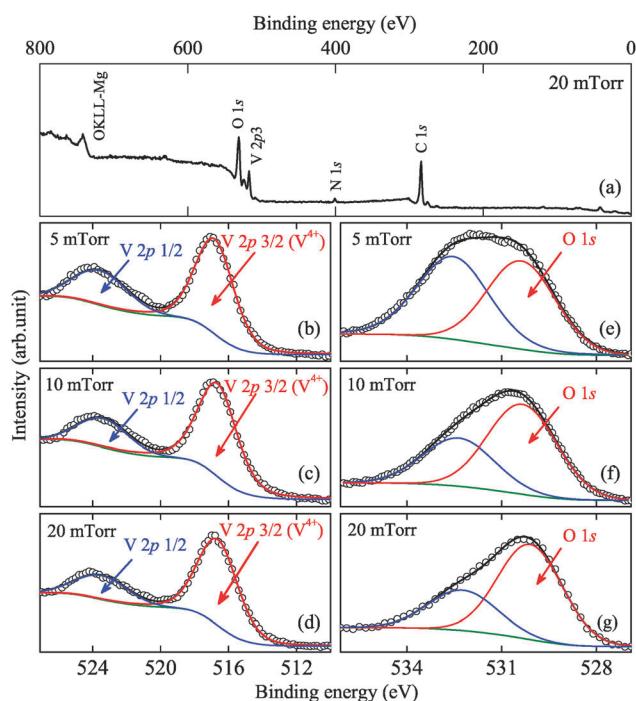 Binding energy (eV)
800 600 400 200 0
20 mTorr
OKLL-Mg
O 1s
V 2p3
N 1s
C 1s
(a)
Intensity (arb.unit)
5 mTorr
V 2p 1/2
V 2p 3/2 (V⁴⁺)
(b)
5 mTorr
O 1s
(e)
10 mTorr
V 2p 1/2
V 2p 3/2 (V⁴⁺)
(c)
10 mTorr
O 1s
(f)
20 mTorr
V 2p 1/2
V 2p 3/2 (V⁴⁺)
(d)
20 mTorr
O 1s
(g)
524 520 516 512
534 531 528
Binding energy (eV)